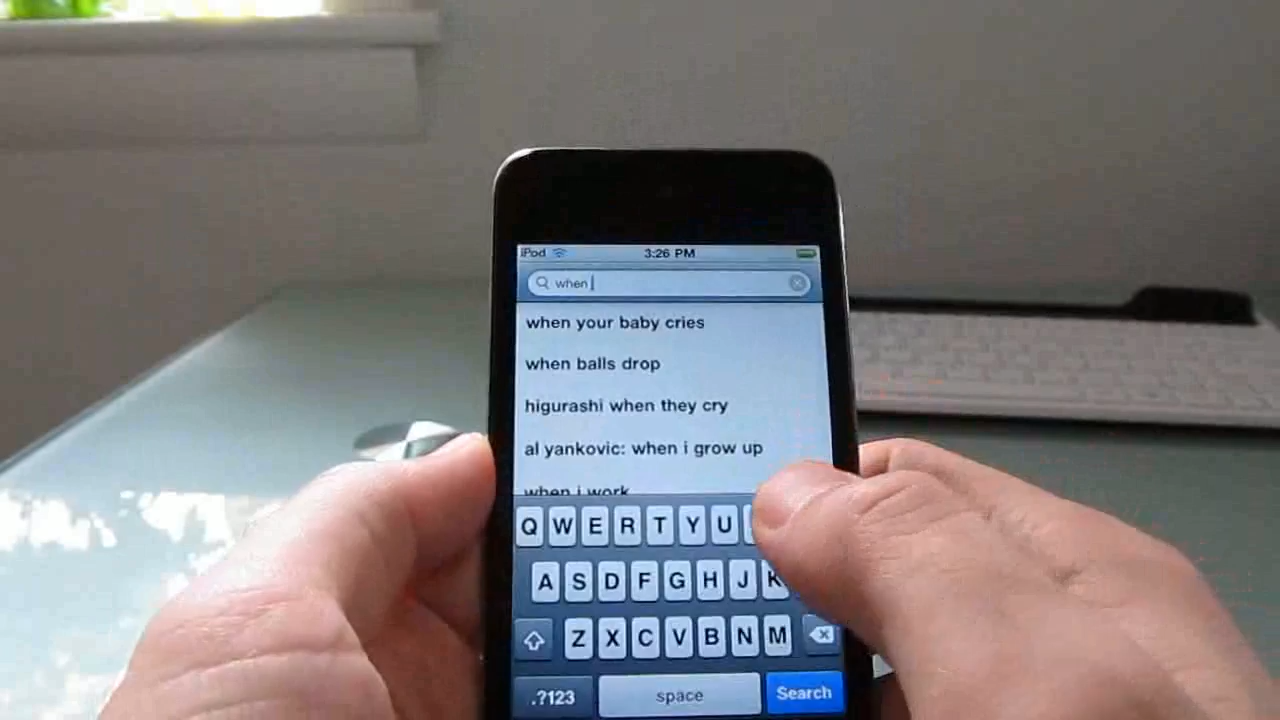 iPod 3:26 PM
when
when your baby cries
when balls drop
higurashi when they cry
al yankovic: when i grow up
when i work
Q W E R T Y U
A S D F G H J K
Z X C V B N M
.?123 space Search